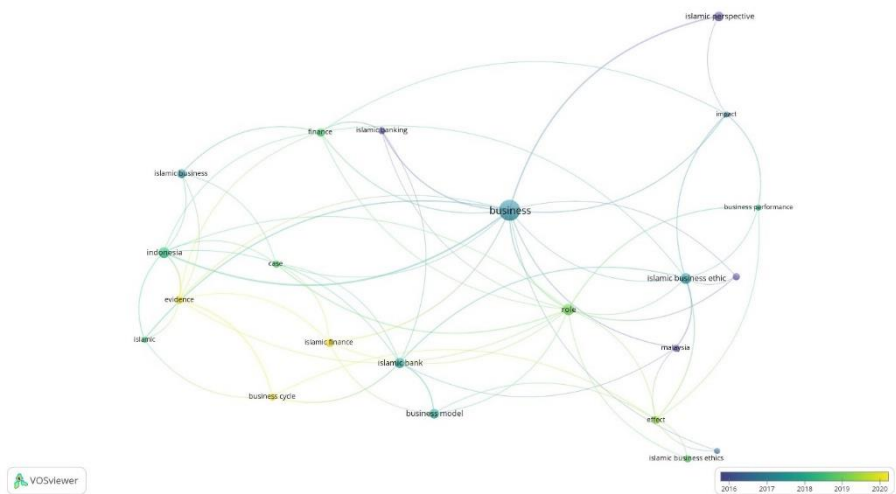 islamic perspective
impact
finance
islamic banking
islamic business
business performance
business
indonesia
case
islamic business ethic
evidence
role
islamic
islamic finance
malaysia
islamic bank
business cycle
business model
effect
islamic business ethics
VOSviewer
2016 2017 2018 2019 2020